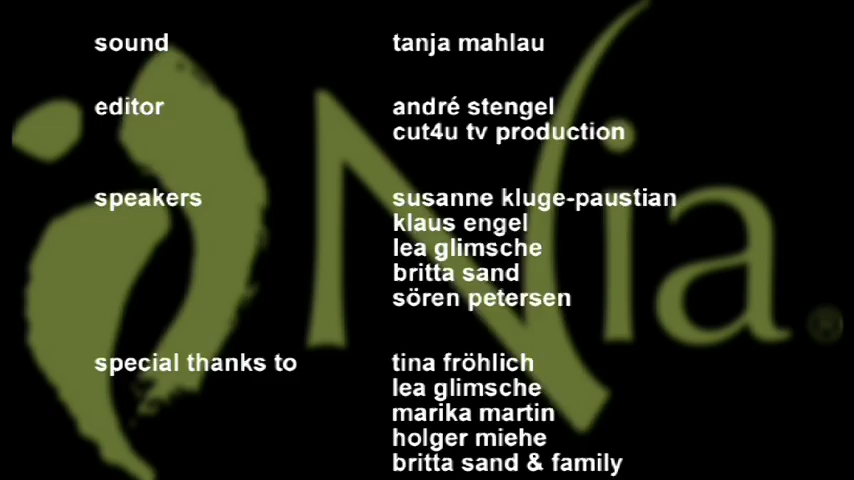 sound tanja mahlau
editor andré stengel
cut4u tv production
speakers susanne kluge-paustian
klaus engel
lea glimsche
britta sand
sören petersen
special thanks to tina fröhlich
lea glimsche
marika martin
holger miehe
britta sand & family
Nia®